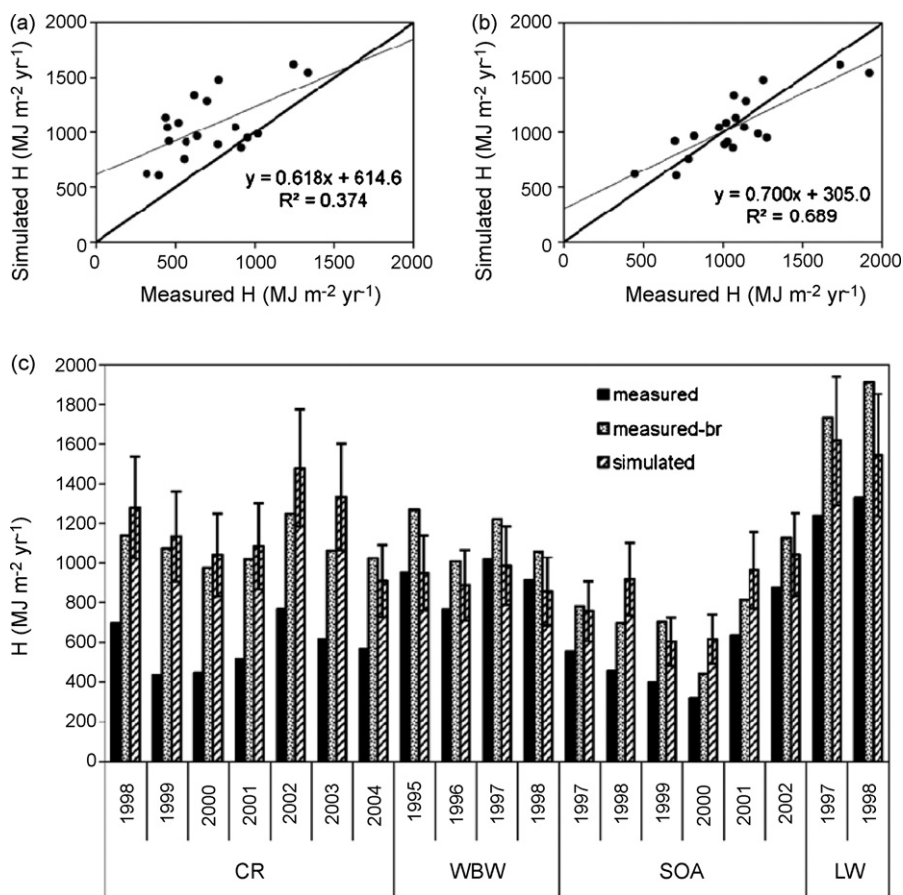 (a)
2000
1500
1000
500
0
Simulated H (MJ m⁻² yr⁻¹)
y = 0.618x + 614.6
R² = 0.374
0 500 1000 1500 2000
Measured H (MJ m⁻² yr⁻¹)
(b)
2000
1500
1000
500
0
Simulated H (MJ m⁻² yr⁻¹)
y = 0.700x + 305.0
R² = 0.689
0 500 1000 1500 2000
Measured H (MJ m⁻² yr⁻¹)
(c)
2000
1800
1600
1400
1200
1000
800
600
400
200
0
H (MJ m⁻² yr⁻¹)
measured
measured-br
simulated
1998 1999 2000 2001 2002 2003 2004 1995 1996 1997 1998 1997 1998 1999 2000 2001 2002 1997 1998
CR WBW SOA LW